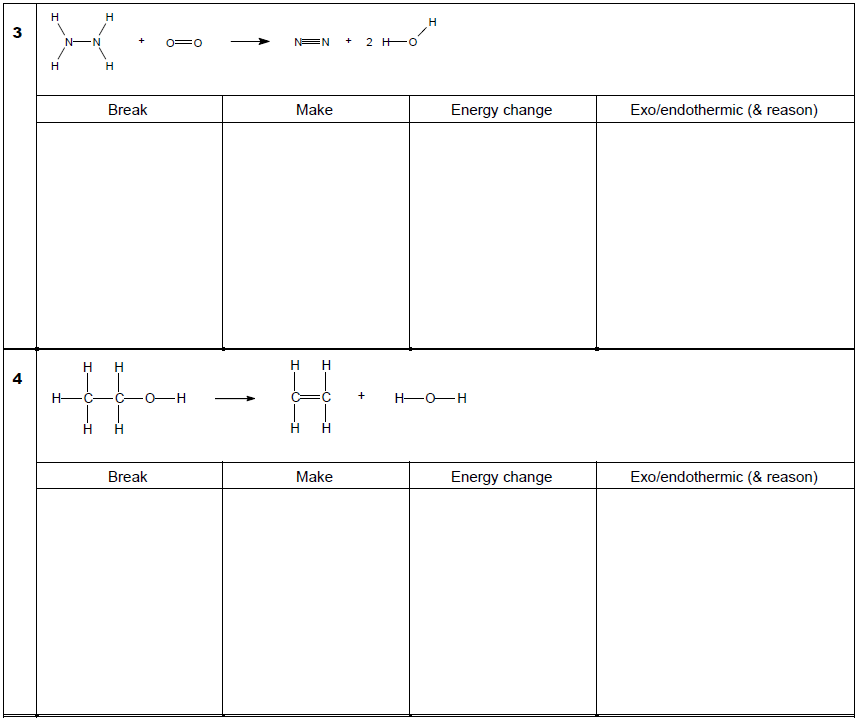 3
H H
N—N + O=O → N≡N + 2 H—O
H
H H
Break Make Energy change Exo/endothermic (& reason)
4
H H H H
H—C—C—O—H → C=C + H—O—H
H H H H
Break Make Energy change Exo/endothermic (& reason)